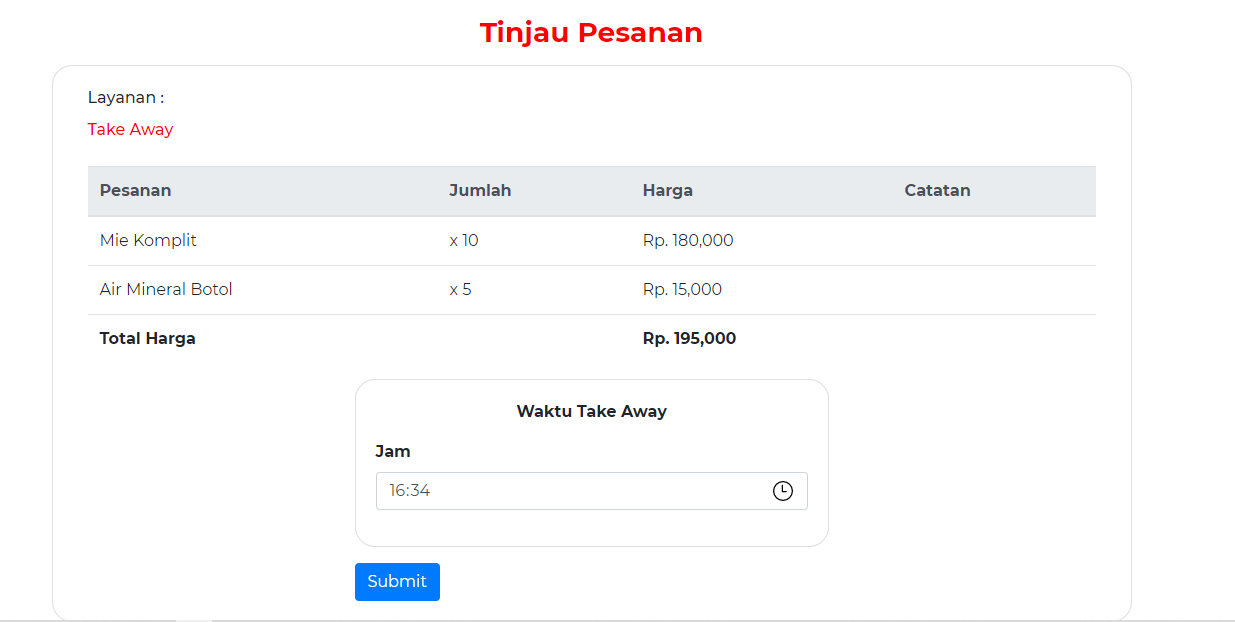 Tinjau Pesanan
Layanan :
Take Away
Pesanan Jumlah Harga Catatan
Mie Komplit x 10 Rp. 180,000
Air Mineral Botol x 5 Rp. 15,000
Total Harga Rp. 195,000
Waktu Take Away
Jam
16:34
Submit